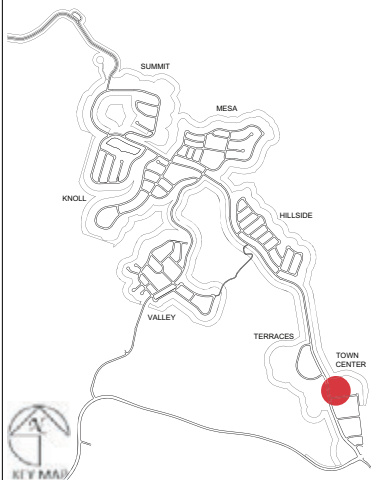 SUMMIT
MESA
KNOLL
HILLSIDE
VALLEY
TERRACES
TOWN
CENTER
KEY MAP